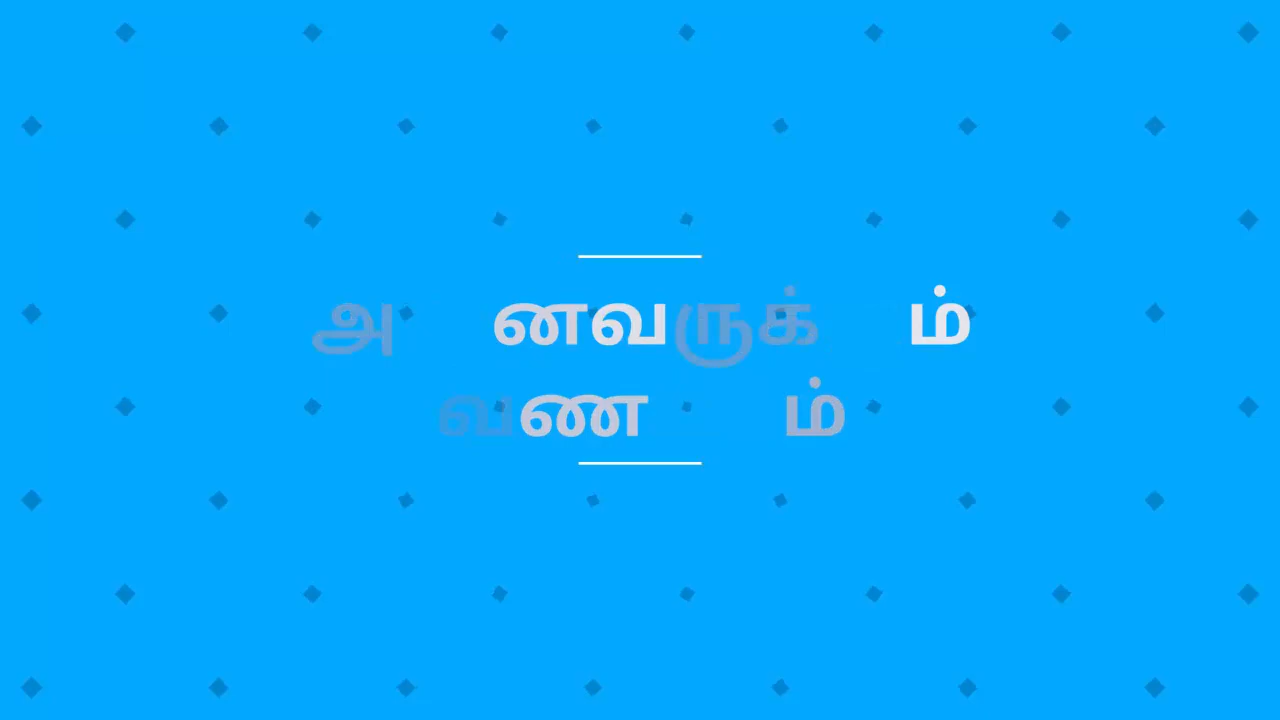 அ னவருக் ம்
வண ம்